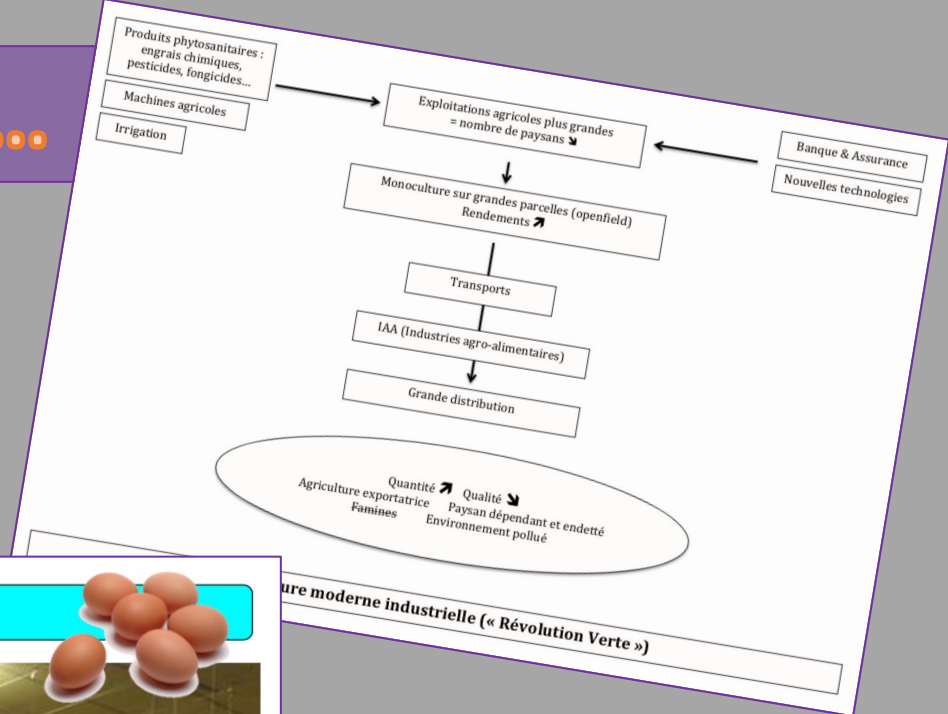 Produits phytosanitaires :
engrais chimiques,
pesticides, fongicides...
Machines agricoles
Irrigation
Exploitations agricoles plus grandes
= nombre de paysans ↘
Banque & Assurance
Nouvelles technologies
Monoculture sur grandes parcelles (openfield)
Rendements ↗
Transports
IAA (Industries agro-alimentaires)
Grande distribution
Quantité ↗ Qualité ↘
Agriculture exportatrice Paysan dépendant et endetté
Famines Environnement pollué
ure moderne industrielle (« Révolution Verte »)